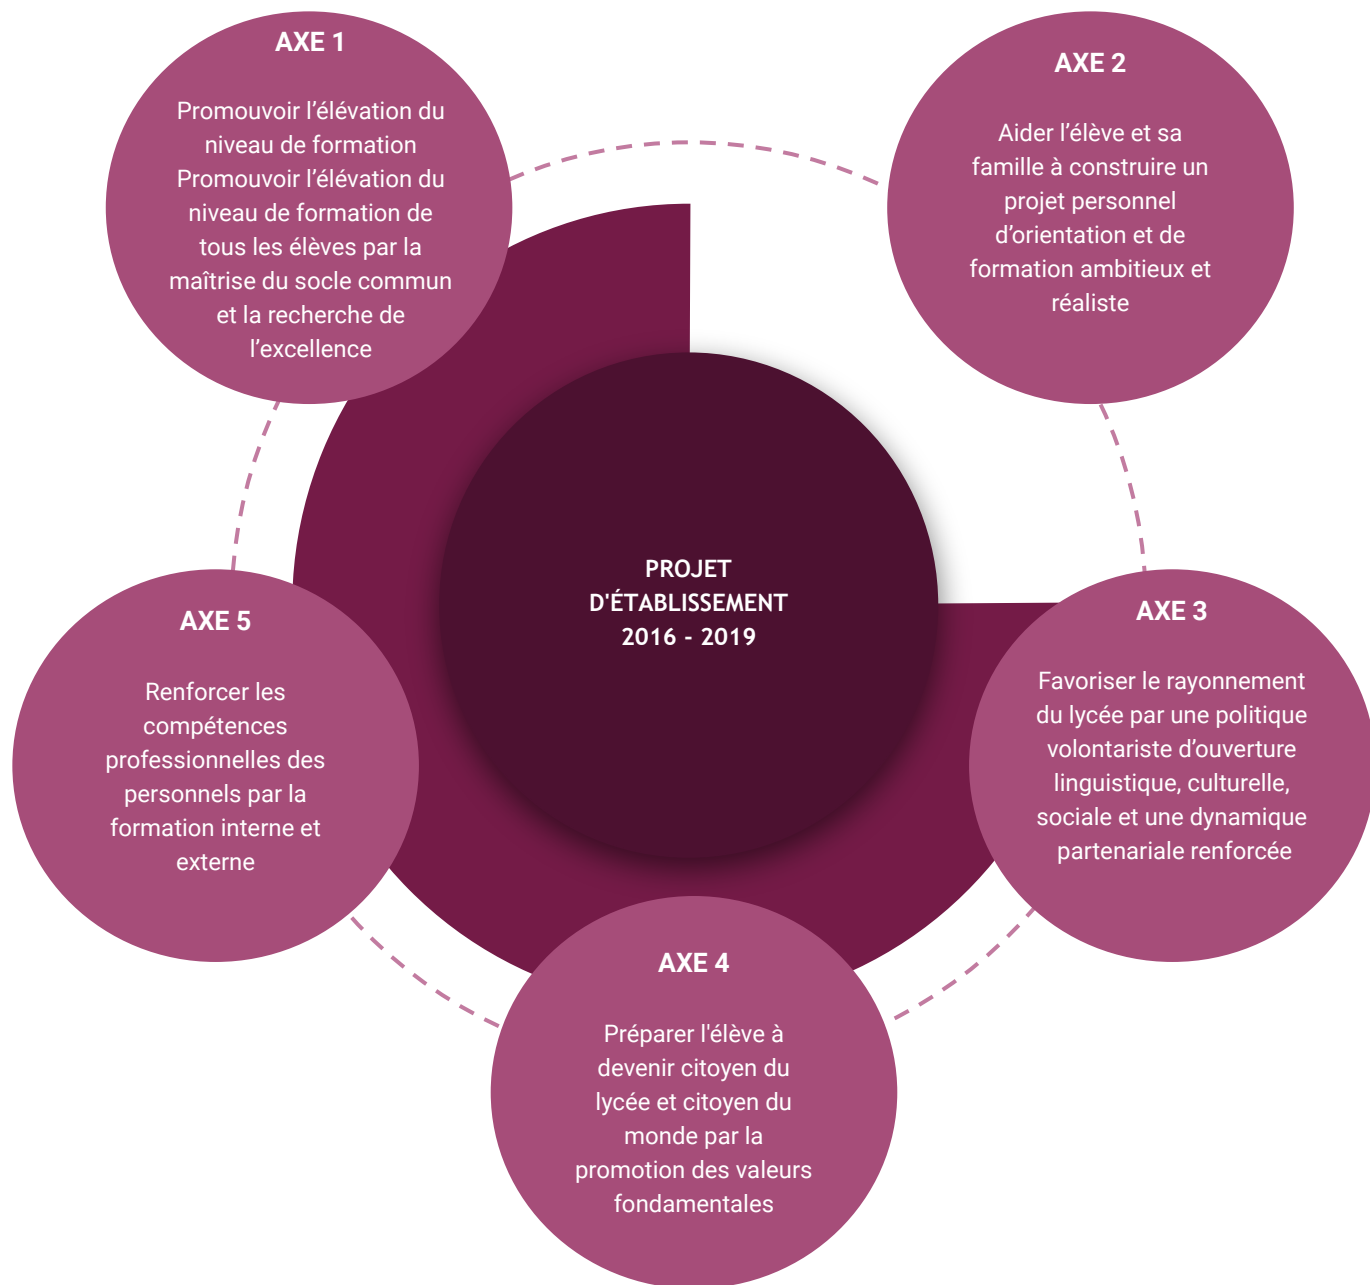 AXE 1
Promouvoir l’élévation du
niveau de formation
Promouvoir l’élévation du
niveau de formation de
tous les élèves par la
maîtrise du socle commun
et la recherche de
l’excellence
AXE 2
Aider l’élève et sa
famille à construire un
projet personnel
d’orientation et de
formation ambitieux et
réaliste
PROJET
D'ÉTABLISSEMENT
2016 - 2019
AXE 3
Favoriser le rayonnement
du lycée par une politique
volontariste d’ouverture
linguistique, culturelle,
sociale et une dynamique
partenariale renforcée
AXE 4
Préparer l'élève à
devenir citoyen du
lycée et citoyen du
monde par la
promotion des valeurs
fondamentales
AXE 5
Renforcer les
compétences
professionnelles des
personnels par la
formation interne et
externe